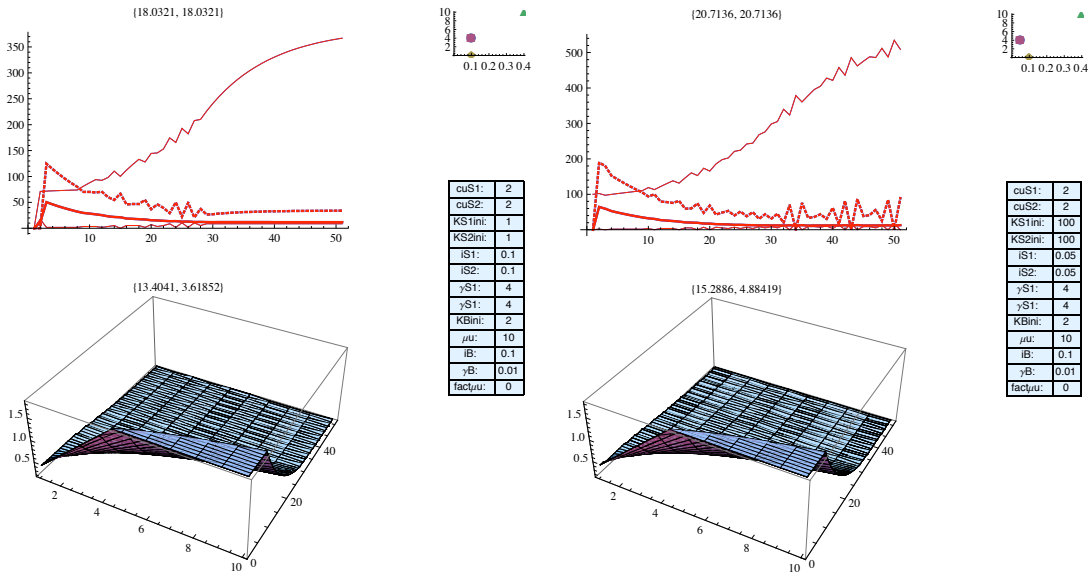 {18.0321, 18.0321}
350
300
250
200
150
100
50
10 20 30 40 50
10
8
6
4
2
0.1 0.2 0.3 0.4
cuS1: 2
cuS2: 2
KS1ini: 1
KS2ini: 1
iS1: 0.1
iS2: 0.1
γS1: 4
γS1: 4
KBini: 2
μu: 10
iB: 0.1
γB: 0.01
factμu: 0
{13.4041, 3.61852}
1.5
1.0
0.5
2
4
6
8
10
0
20
40
{20.7136, 20.7136}
500
400
300
200
100
10 20 30 40 50
10
8
6
4
2
0.1 0.2 0.3 0.4
cuS1: 2
cuS2: 2
KS1ini: 100
KS2ini: 100
iS1: 0.05
iS2: 0.05
γS1: 4
γS1: 4
KBini: 2
μu: 10
iB: 0.1
γB: 0.01
factμu: 0
{15.2886, 4.88419}
1.5
1.0
0.5
2
4
6
8
10
0
20
40